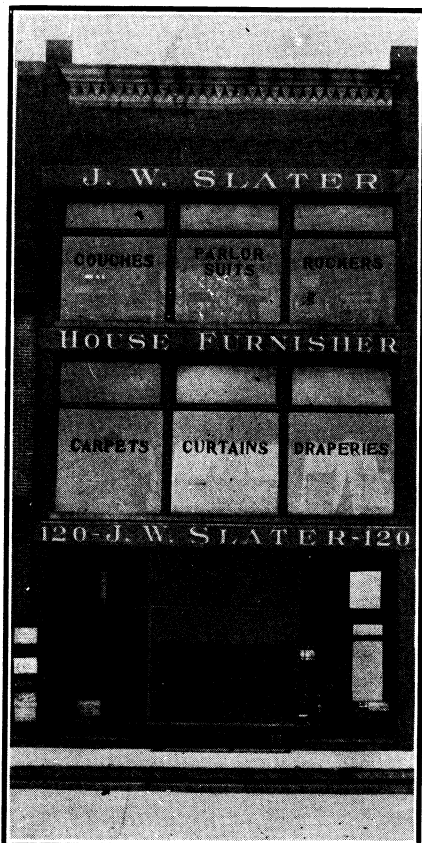 J. W. SLATER
COUCHES
PARLOR
SUITS
ROCKERS
HOUSE FURNISHER
CARPETS
CURTAINS
DRAPERIES
120-J. W. SLATER-120